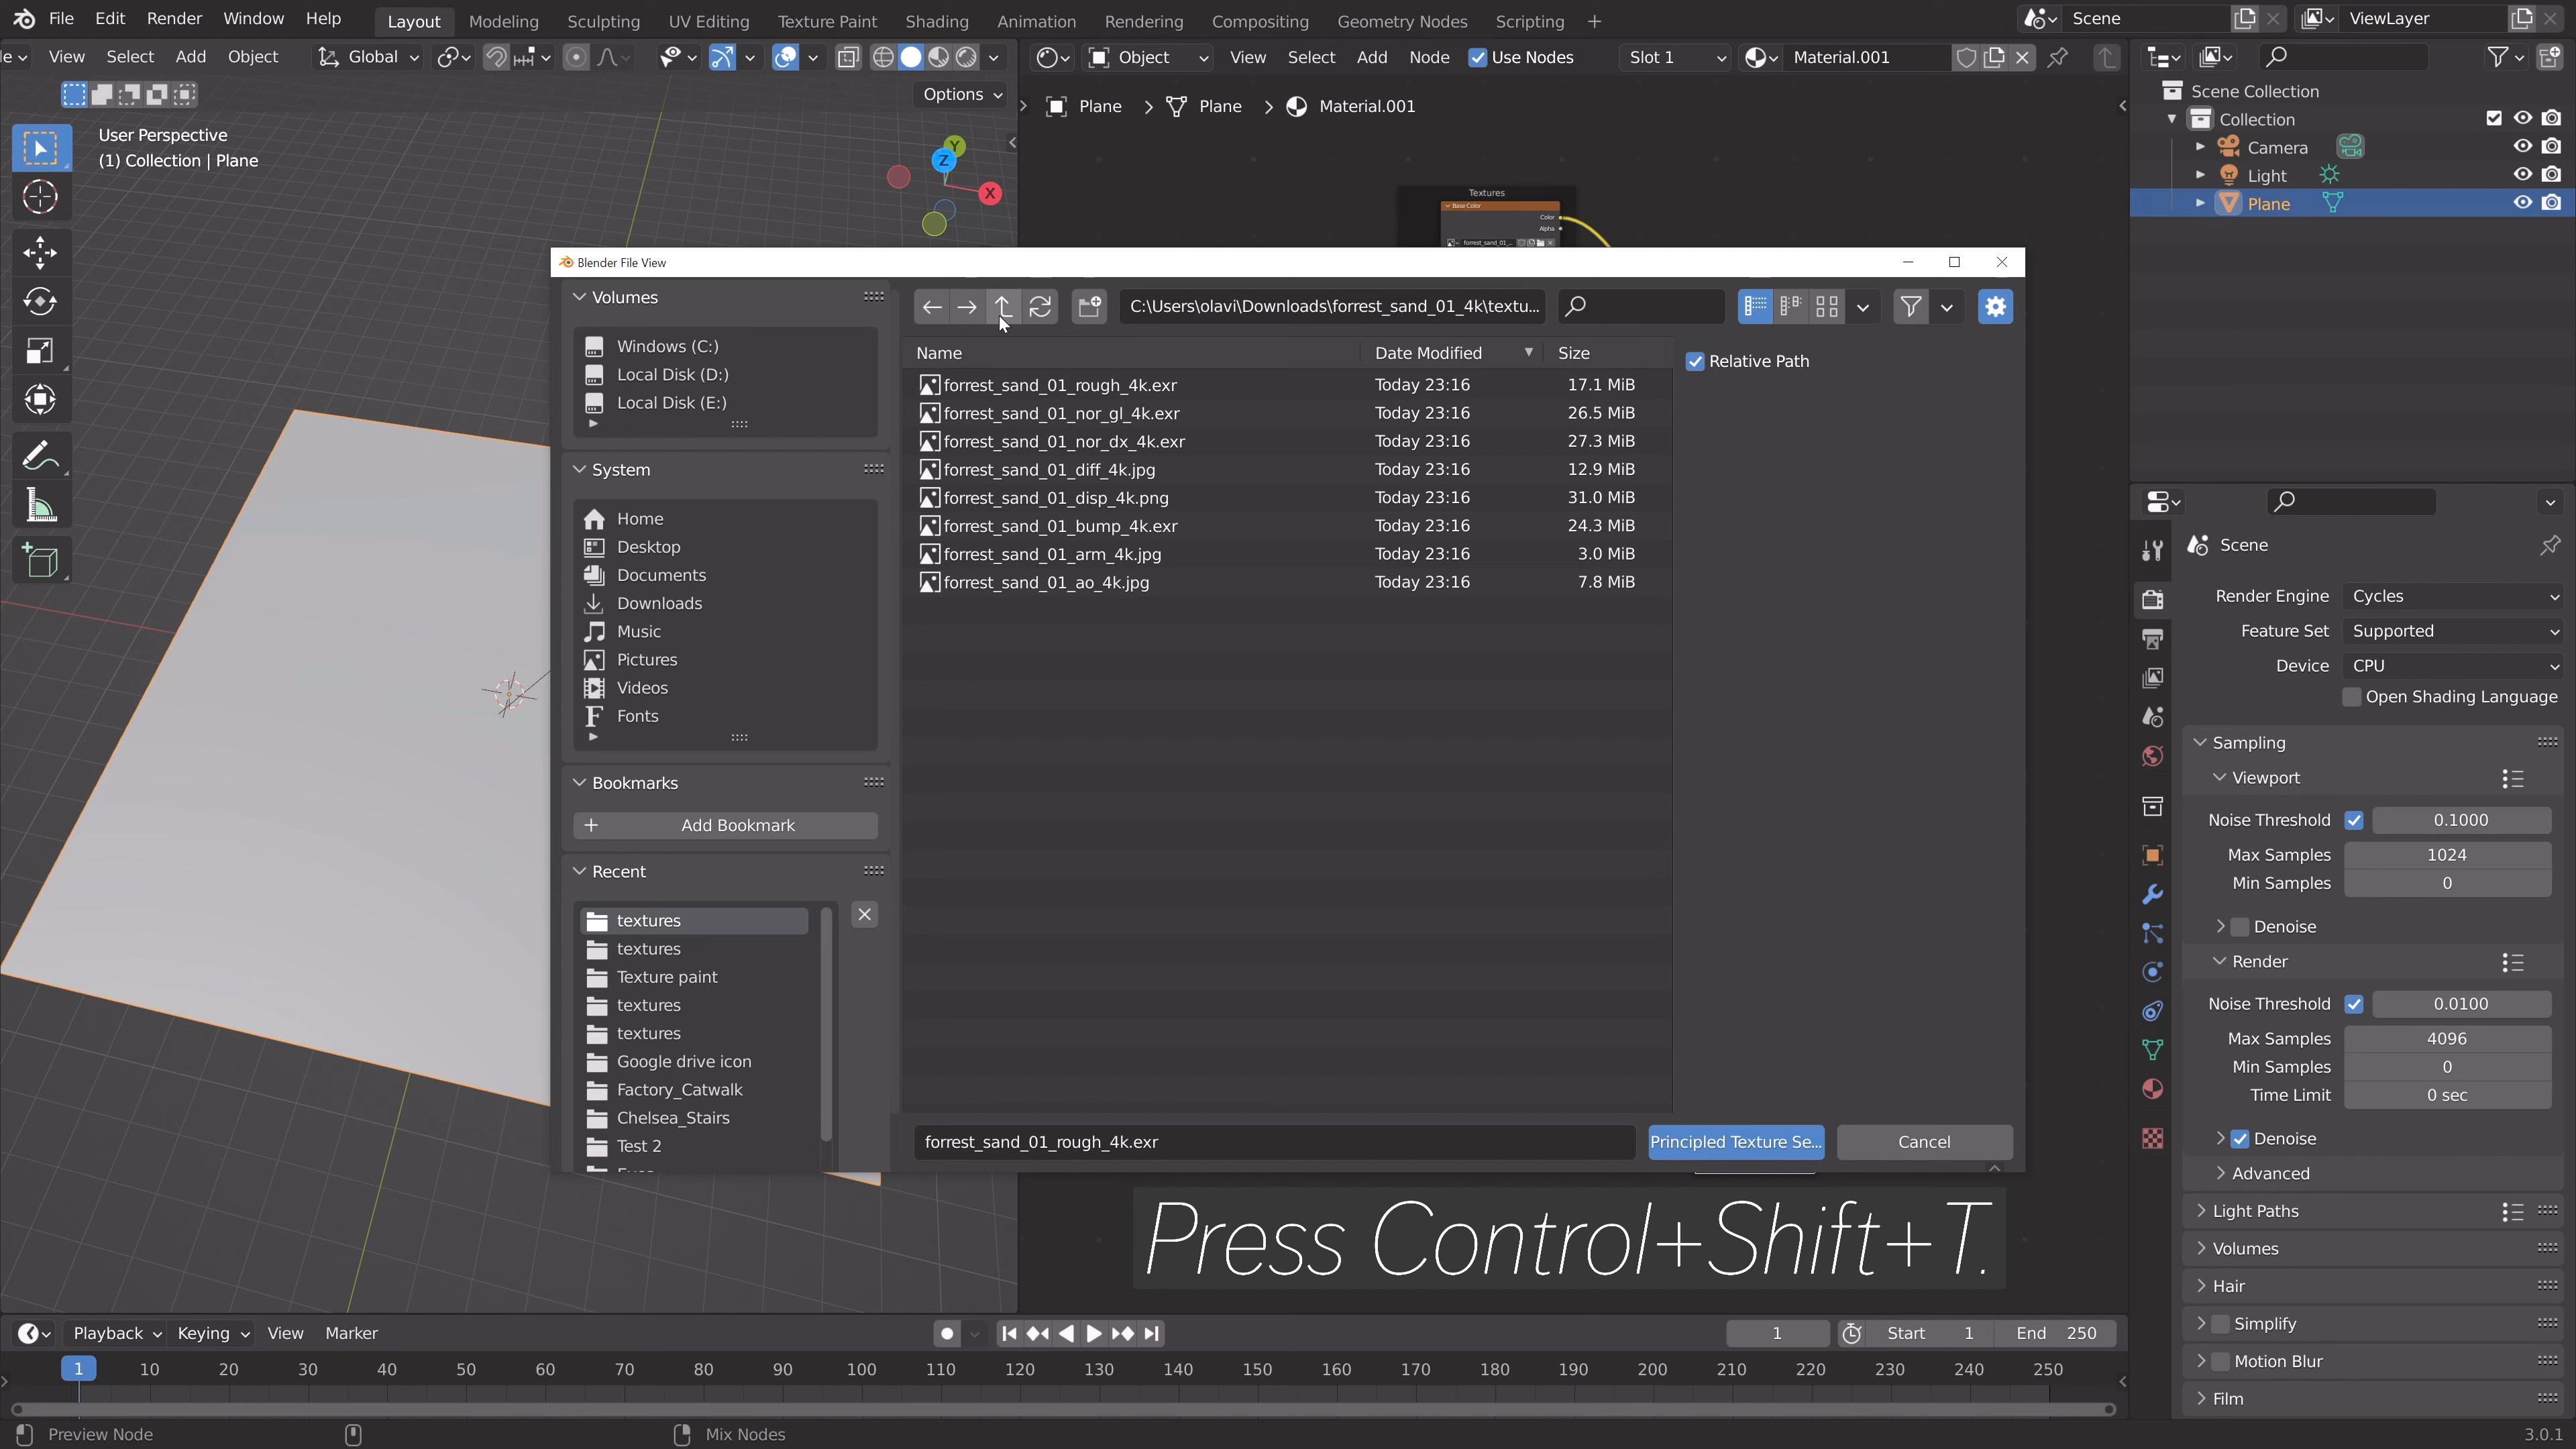 File Edit Render Window Help Layout Modeling Sculpting UV Editing Texture Paint Shading Animation Rendering Compositing Geometry Nodes Scripting + Scene ViewLayer
View Select Add Object Global Object View Select Add Node Use Nodes Slot 1 Material.001
Options
User Perspective
(1) Collection | Plane
Y
Z
X
Plane > Plane > Material.001
Textures
Base Color
Color
Alpha
forrest_sand_01_...
Scene Collection
Collection
Camera
Light
Plane
Blender File View
Volumes
Windows (C:)
Local Disk (D:)
Local Disk (E:)
System
Home
Desktop
Documents
Downloads
Music
Pictures
Videos
Fonts
Bookmarks
+ Add Bookmark
Recent
textures
textures
Texture paint
textures
textures
Google drive icon
Factory_Catwalk
Chelsea_Stairs
Test 2
C:\Users\olavi\Downloads\forrest_sand_01_4k\textu...
Name Date Modified Size
forrest_sand_01_rough_4k.exr Today 23:16 17.1 MiB
forrest_sand_01_nor_gl_4k.exr Today 23:16 26.5 MiB
forrest_sand_01_nor_dx_4k.exr Today 23:16 27.3 MiB
forrest_sand_01_diff_4k.jpg Today 23:16 12.9 MiB
forrest_sand_01_disp_4k.png Today 23:16 31.0 MiB
forrest_sand_01_bump_4k.exr Today 23:16 24.3 MiB
forrest_sand_01_arm_4k.jpg Today 23:16 3.0 MiB
forrest_sand_01_ao_4k.jpg Today 23:16 7.8 MiB
Relative Path
forrest_sand_01_rough_4k.exr Principled Texture Se... Cancel
Press Control+Shift+T.
Scene
Render Engine Cycles
Feature Set Supported
Device CPU
Open Shading Language
Sampling
Viewport
Noise Threshold 0.1000
Max Samples 1024
Min Samples 0
Denoise
Render
Noise Threshold 0.0100
Max Samples 4096
Min Samples 0
Time Limit 0 sec
Denoise
Advanced
Light Paths
Volumes
Hair
Simplify
Motion Blur
Film
Playback Keying View Marker 1 Start 1 End 250
1 10 20 30 40 50 60 70 80 90 100 110 120 130 140 150 160 170 180 190 200 210 220 230 240 250
Preview Node Mix Nodes 3.0.1